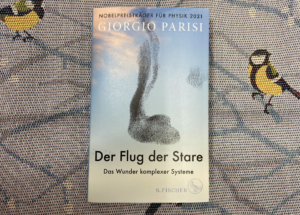 NOBELPREISTRÄGER FÜR PHYSIK 2021
GIORGIO PARISI
Der Flug der Stare
Das Wunder komplexer Systeme
S. FISCHER